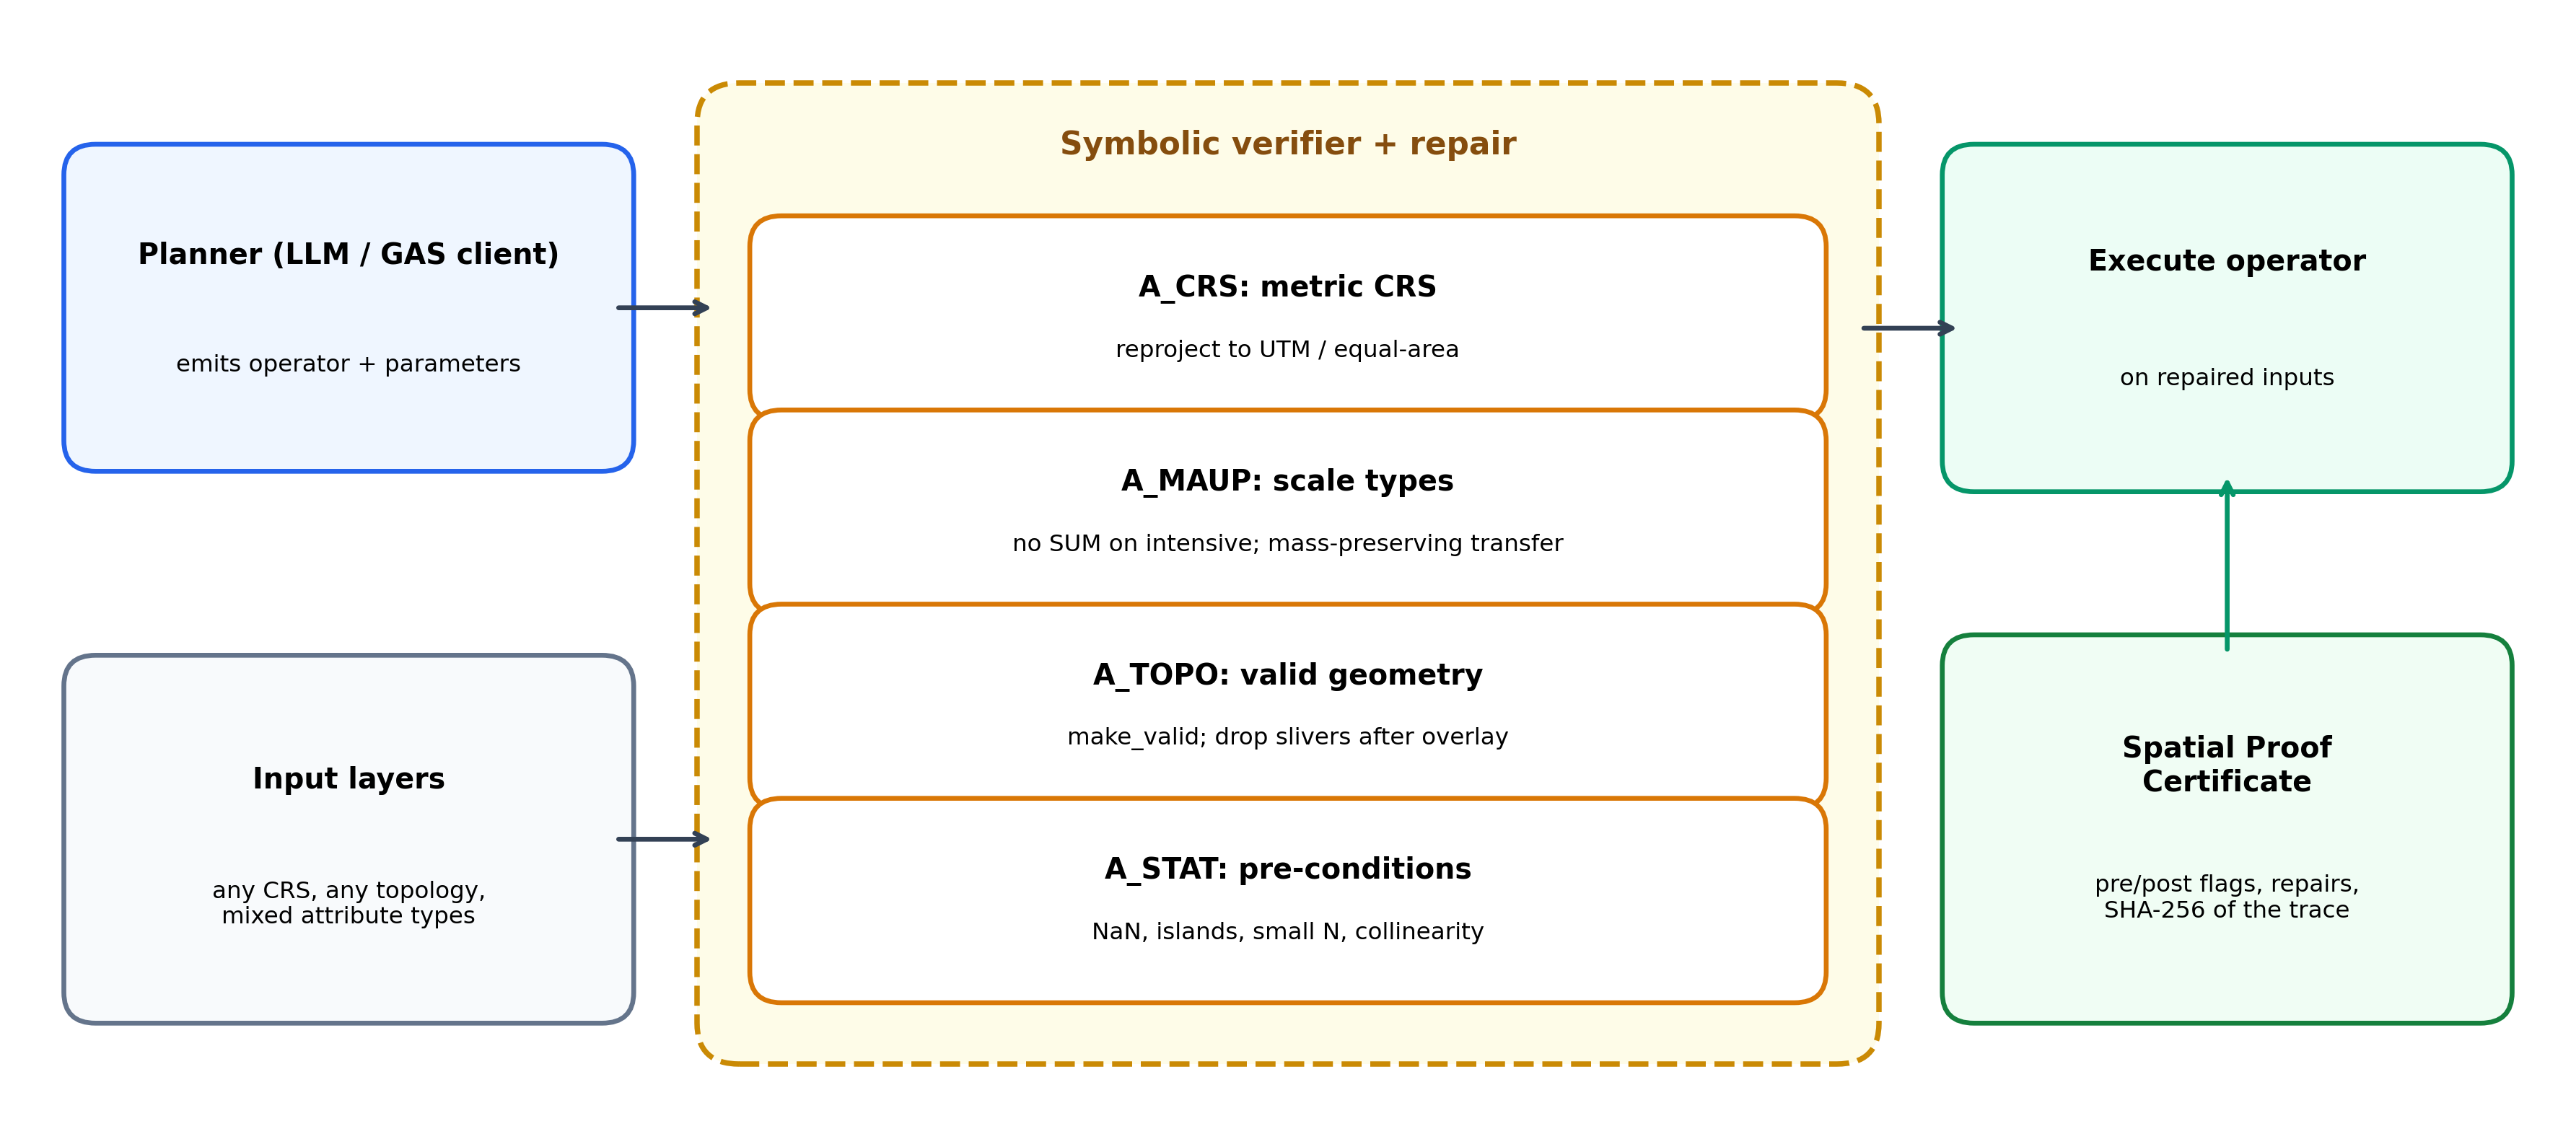 Planner (LLM / GAS client)
emits operator + parameters
Input layers
any CRS, any topology,
mixed attribute types
Symbolic verifier + repair
A_CRS: metric CRS
reproject to UTM / equal-area
A_MAUP: scale types
no SUM on intensive; mass-preserving transfer
A_TOPO: valid geometry
make_valid; drop slivers after overlay
A_STAT: pre-conditions
NaN, islands, small N, collinearity
Execute operator
on repaired inputs
Spatial Proof
Certificate
pre/post flags, repairs,
SHA-256 of the trace